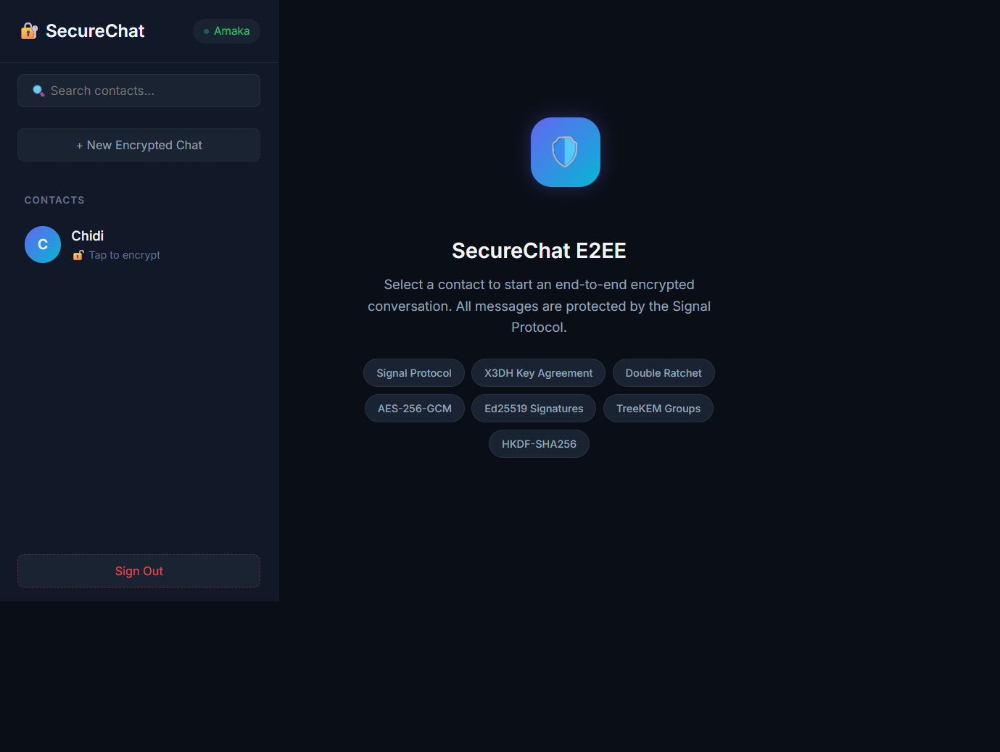 SecureChat
Amaka
Search contacts...
+ New Encrypted Chat
CONTACTS
C
Chidi
Tap to encrypt
Sign Out
SecureChat E2EE
Select a contact to start an end-to-end encrypted
conversation. All messages are protected by the Signal
Protocol.
Signal Protocol
X3DH Key Agreement
Double Ratchet
AES-256-GCM
Ed25519 Signatures
TreeKEM Groups
HKDF-SHA256